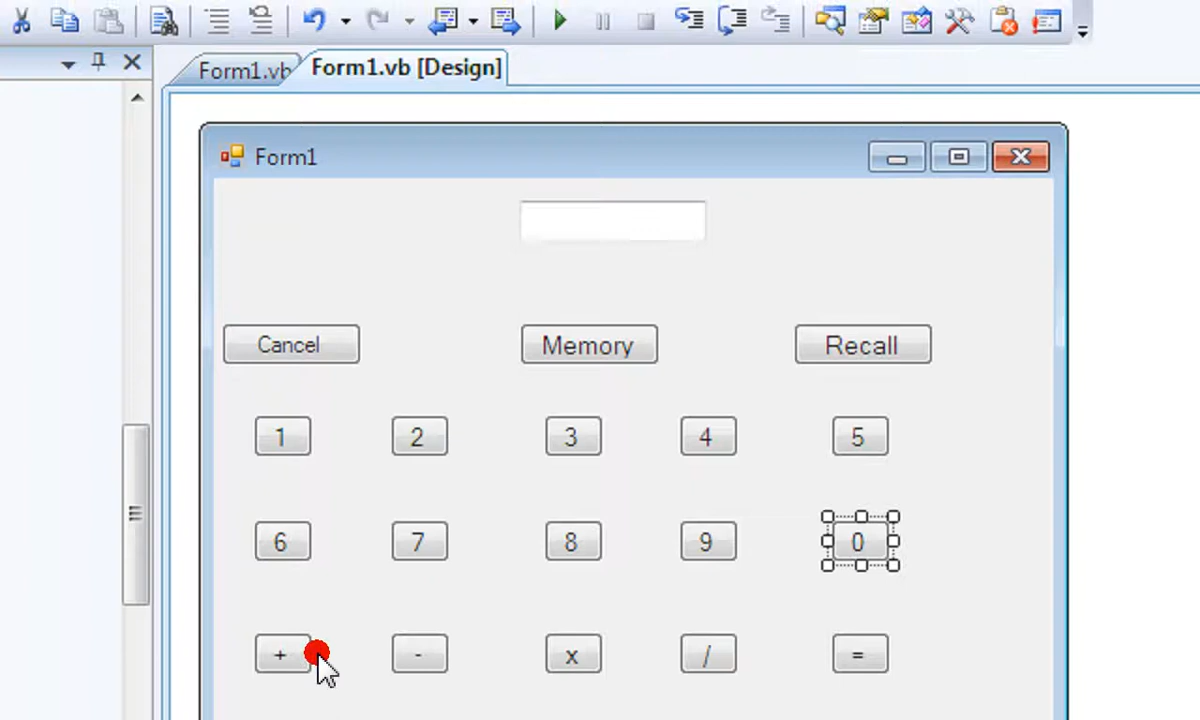 Form1.vb Form1.vb [Design]
Form1
Cancel Memory Recall
1 2 3 4 5
6 7 8 9 0
+ - x / =